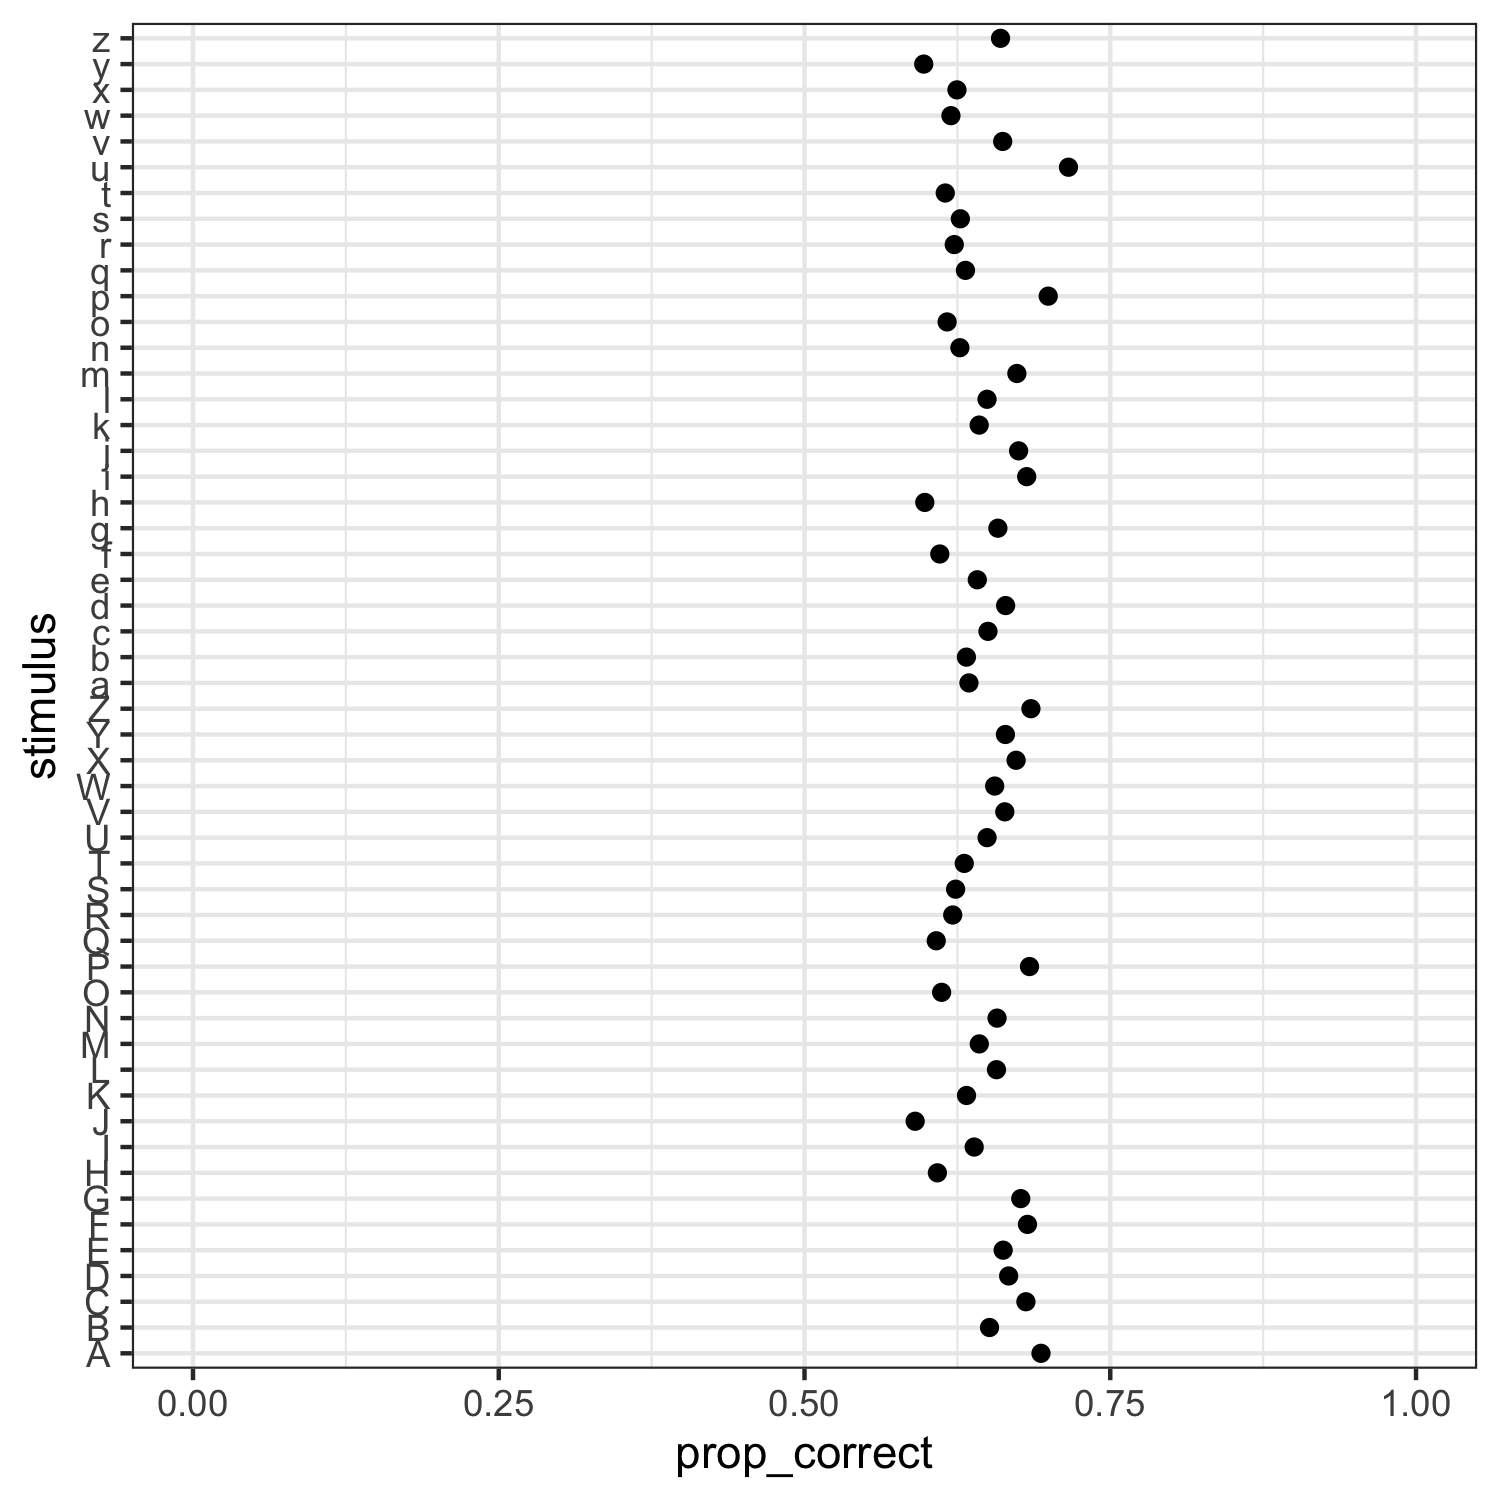 z
y
x
w
v
u
t
s
r
q
p
o
n
m
l
k
j
i
h
g
f
e
d
c
b
a
Z
Y
X
W
V
U
T
S
R
Q
P
O
N
M
L
K
J
I
H
G
F
E
D
C
B
A
stimulus
0.00 0.25 0.50 0.75 1.00
prop_correct